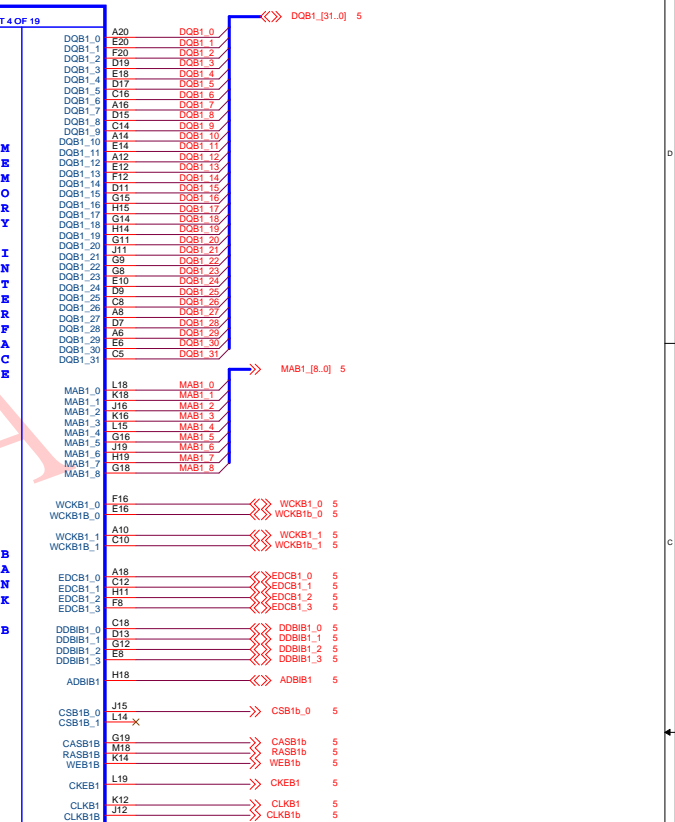 T 4 OF 19
DQB1_[31..0] 5
DQB1_0 A20 DQB1_0
DQB1_1 E20 DQB1_1
DQB1_2 F20 DQB1_2
DQB1_3 D19 DQB1_3
DQB1_4 E18 DQB1_4
DQB1_5 D17 DQB1_5
DQB1_6 C16 DQB1_6
DQB1_7 A16 DQB1_7
DQB1_8 D15 DQB1_8
DQB1_9 C14 DQB1_9
DQB1_10 A14 DQB1_10
DQB1_11 E14 DQB1_11
DQB1_12 A12 DQB1_12
DQB1_13 E12 DQB1_13
DQB1_14 F12 DQB1_14
DQB1_15 D11 DQB1_15
DQB1_16 G15 DQB1_16
DQB1_17 H15 DQB1_17
DQB1_18 G14 DQB1_18
DQB1_19 H14 DQB1_19
DQB1_20 G11 DQB1_20
DQB1_21 J11 DQB1_21
DQB1_22 G9 DQB1_22
DQB1_23 G8 DQB1_23
DQB1_24 E10 DQB1_24
DQB1_25 D9 DQB1_25
DQB1_26 C8 DQB1_26
DQB1_27 A8 DQB1_27
DQB1_28 D7 DQB1_28
DQB1_29 A6 DQB1_29
DQB1_30 E6 DQB1_30
DQB1_31 C5 DQB1_31
MEMORY INTERFACE
MAB1_[8..0] 5
MAB1_0 L18 MAB1_0
MAB1_1 K18 MAB1_1
MAB1_2 J16 MAB1_2
MAB1_3 K16 MAB1_3
MAB1_4 L15 MAB1_4
MAB1_5 G16 MAB1_5
MAB1_6 J19 MAB1_6
MAB1_7 H19 MAB1_7
MAB1_8 G18 MAB1_8
WCKB1_0 F16 WCKB1_0 5
WCKB1B_0 E16 WCKB1b_0 5
WCKB1_1 A10 WCKB1_1 5
WCKB1B_1 C10 WCKB1b_1 5
BANK B
EDCB1_0 A18 EDCB1_0 5
EDCB1_1 C12 EDCB1_1 5
EDCB1_2 H11 EDCB1_2 5
EDCB1_3 F8 EDCB1_3 5
DDBIB1_0 C18 DDBIB1_0 5
DDBIB1_1 D13 DDBIB1_1 5
DDBIB1_2 G12 DDBIB1_2 5
DDBIB1_3 E8 DDBIB1_3 5
ADBIB1 H18 ADBIB1 5
CSB1B_0 J15 CSB1b_0 5
CSB1B_1 L14
CASB1B G19 CASB1b 5
RASB1B M18 RASB1b 5
WEB1B K14 WEB1b 5
CKEB1 L19 CKEB1 5
CLKB1 K12 CLKB1 5
CLKB1B J12 CLKB1b 5
D
C
A